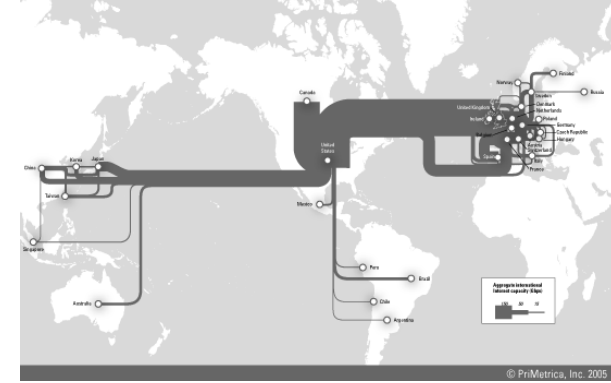 Canada
United
States
Mexico
Peru
Brazil
Chile
Argentina
China
Korea
Japan
Taiwan
Singapore
Australia
Norway
Finland
Russia
Sweden
Denmark
United Kingdom
Netherlands
Ireland
Poland
Germany
Czech Republic
Hungary
Austria
Switzerland
Spain
Italy
France
Aggregate international
Internet capacity (Gbps)
© PriMetrica, Inc. 2005